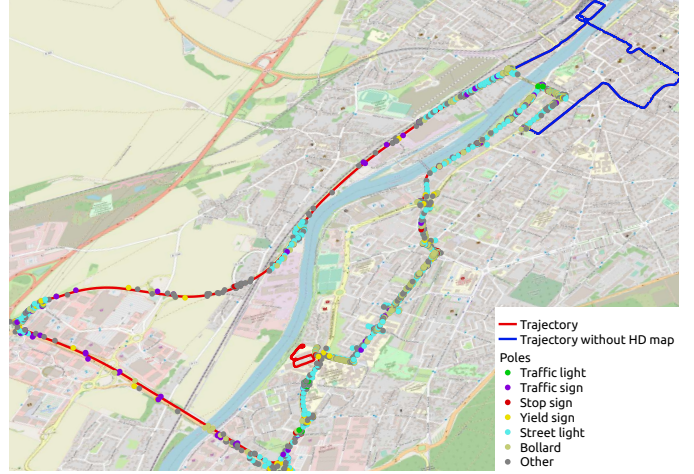 Trajectory
Trajectory without HD map
Poles
Traffic light
Traffic sign
Stop sign
Yield sign
Street light
Bollard
Other